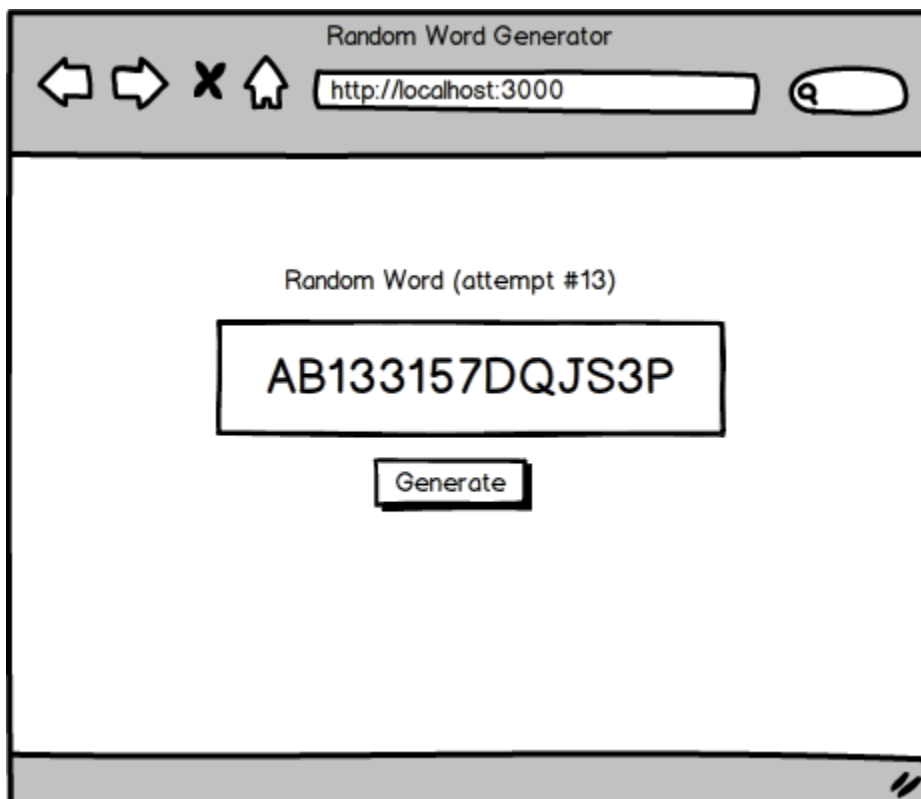 Random Word Generator
http://localhost:3000
Random Word (attempt #13)
AB133157DQJS3P
Generate